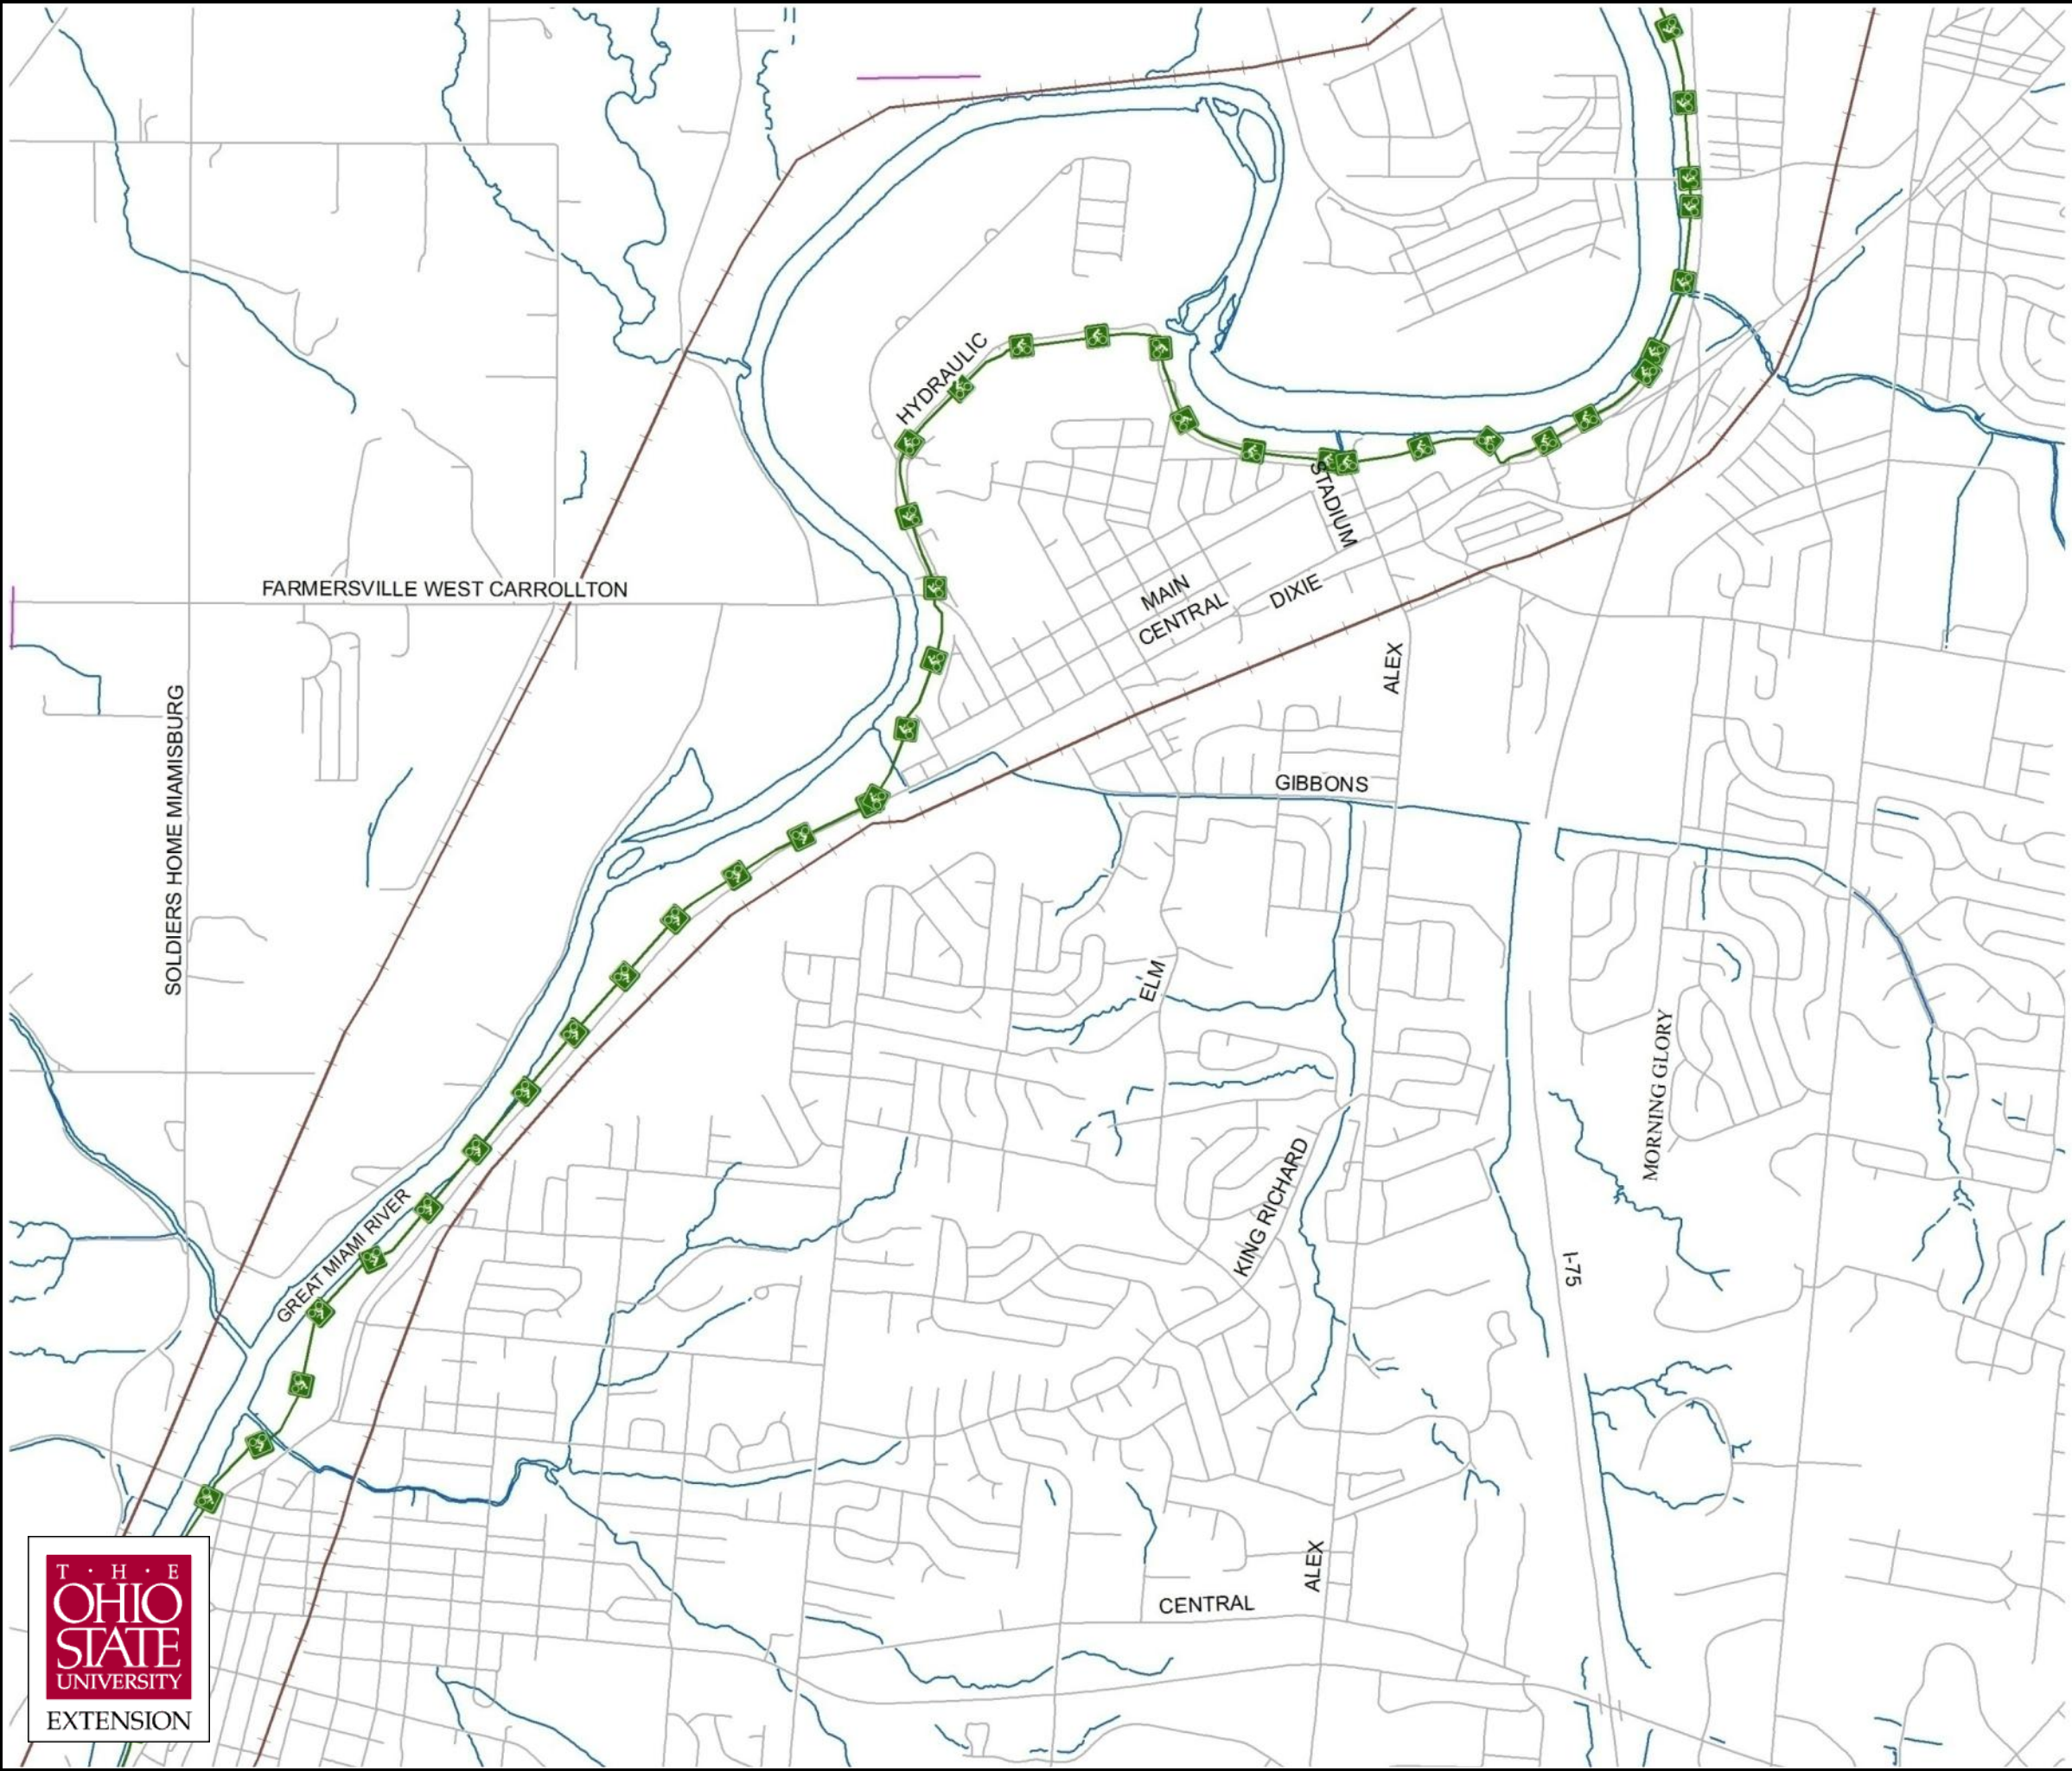 HYDRAULIC
STADIUM
FARMERSVILLE WEST CARROLLTON
MAIN
CENTRAL
DIXIE
ALEX
SOLDIERS HOME MIAMISBURG
GIBBONS
ELM
MORNING GLORY
KING RICHARD
GREAT MIAMI RIVER
I-75
ALEX
CENTRAL
T · H · E
OHIO
STATE
UNIVERSITY
EXTENSION